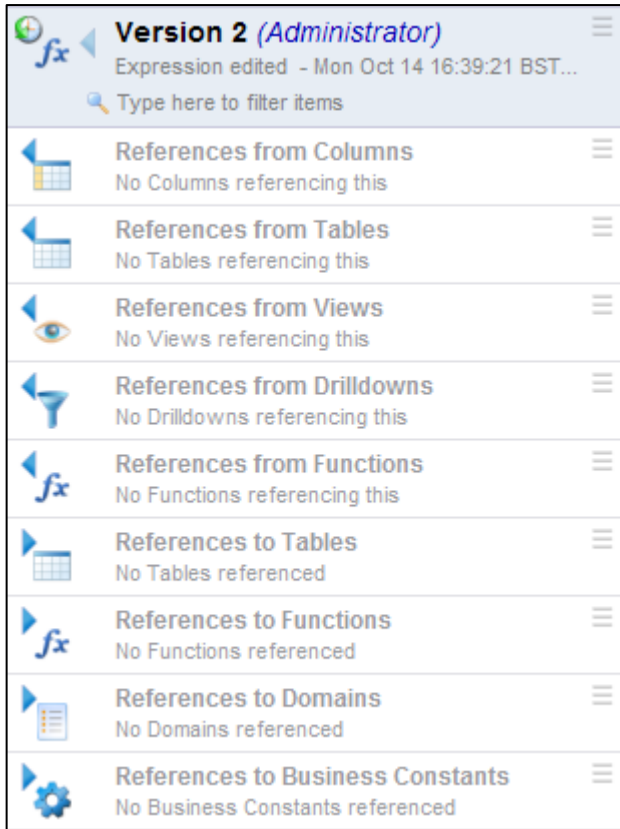 Version 2 (Administrator)
Expression edited - Mon Oct 14 16:39:21 BST...
Type here to filter items
References from Columns
No Columns referencing this
References from Tables
No Tables referencing this
References from Views
No Views referencing this
References from Drilldowns
No Drilldowns referencing this
References from Functions
No Functions referencing this
References to Tables
No Tables referenced
References to Functions
No Functions referenced
References to Domains
No Domains referenced
References to Business Constants
No Business Constants referenced